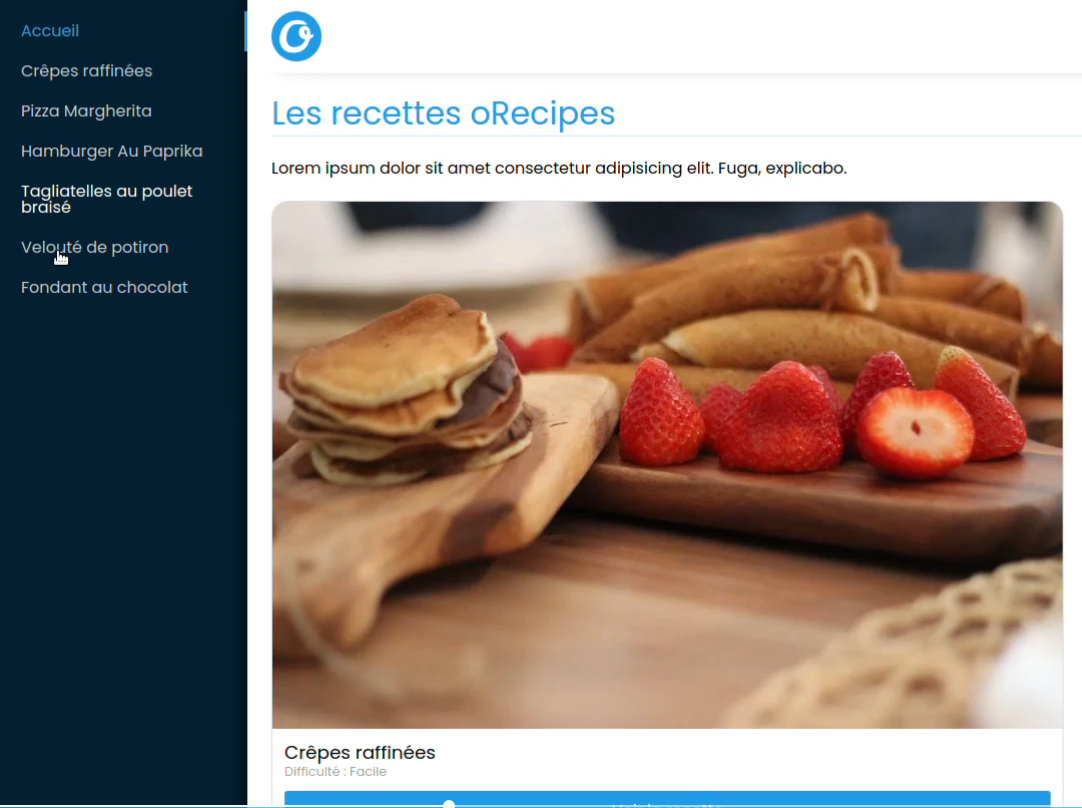 Accueil
Crêpes raffinées
Pizza Margherita
Hamburger Au Paprika
Tagliatelles au poulet
braisé
Velouté de potiron
Fondant au chocolat
Les recettes oRecipes
Lorem ipsum dolor sit amet consectetur adipisicing elit. Fuga, explicabo.
Crêpes raffinées
Difficulté : Facile